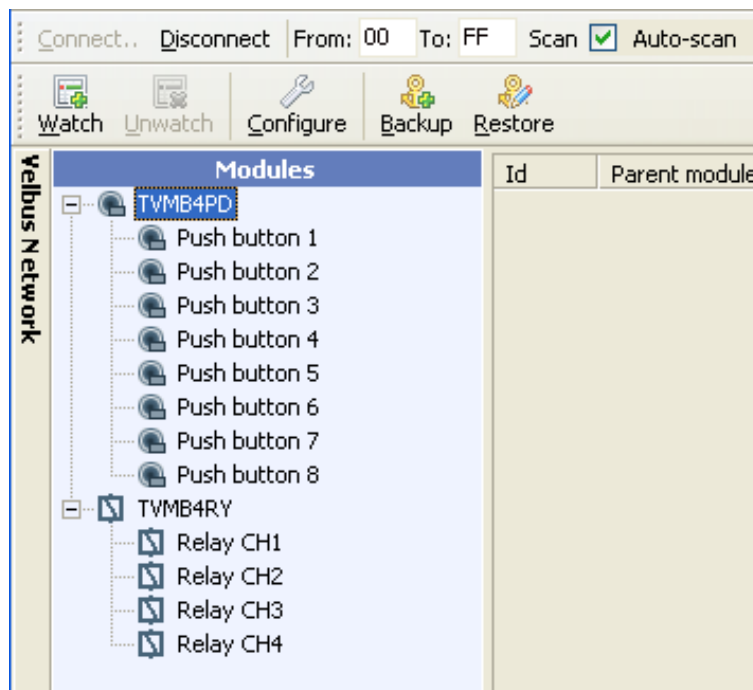 Connect.. Disconnect From: 00 To: FF Scan Auto-scan
Watch Unwatch Configure Backup Restore
Velbus Network
Modules
Id Parent module
TVMB4PD
Push button 1
Push button 2
Push button 3
Push button 4
Push button 5
Push button 6
Push button 7
Push button 8
TVMB4RY
Relay CH1
Relay CH2
Relay CH3
Relay CH4